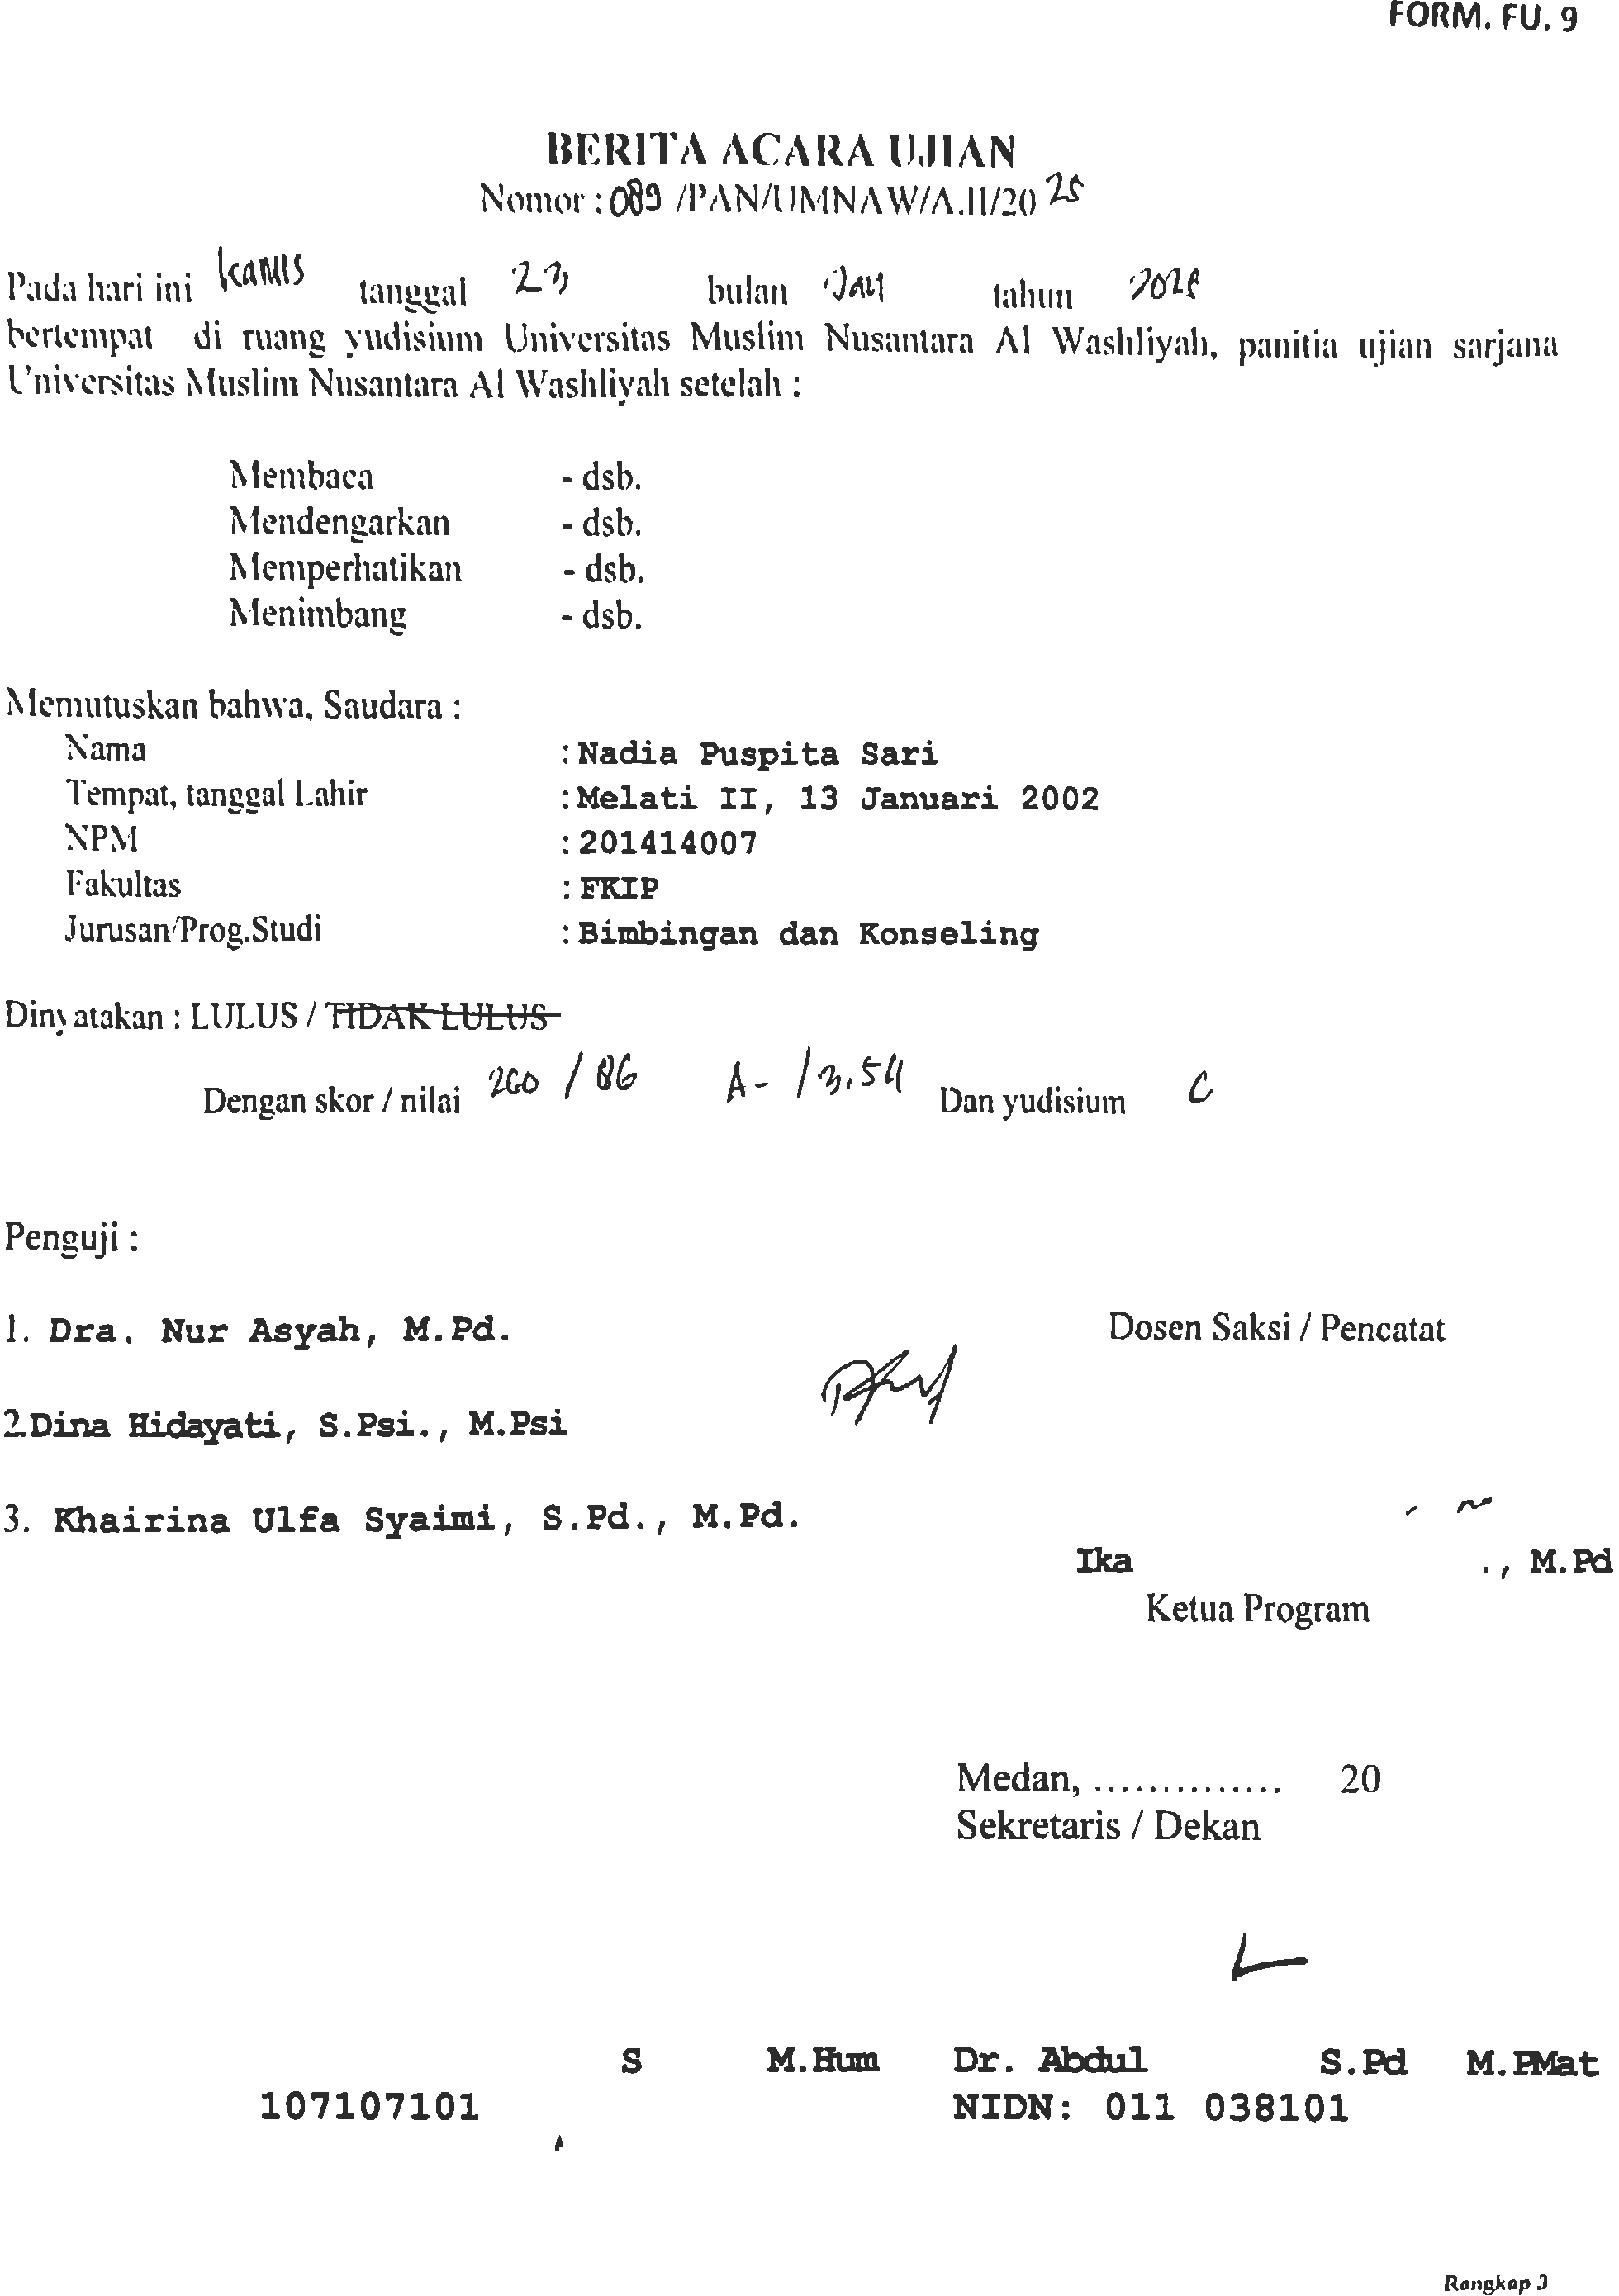 FORM. FU. 9
BERITA ACARA UJIAN
Nomor : 089 /PAN/UMNAW/A.II/20 25
Pada hari ini Kamis tanggal 23 bulan Jan tahun 2025
bertempat di ruang yudisium Universitas Muslim Nusantara Al Washliyah, panitia ujian sarjana
Universitas Muslim Nusantara Al Washliyah setelah :
Membaca - dsb.
Mendengarkan - dsb.
Memperhatikan - dsb.
Menimbang - dsb.
Memutuskan bahwa, Saudara :
Nama : Nadia Puspita Sari
Tempat, tanggal Lahir : Melati II, 13 Januari 2002
NPM : 201414007
Fakultas : FKIP
Jurusan/Prog.Studi : Bimbingan dan Konseling
Dinyatakan : LULUS / TIDAK LULUS
Dengan skor / nilai 260 / 86 A- / 3,54 Dan yudisium C
Penguji :
1. Dra. Nur Asyah, M.Pd. Dosen Saksi / Pencatat
2. Dina Hidayati, S.Psi., M.Psi
3. Khairina Ulfa Syaimi, S.Pd., M.Pd.
Ika ., M.Pd
Ketua Program
Medan, .............. 20
Sekretaris / Dekan
S M.Hum Dr. Abdul S.Pd M.PMat
107107101 NIDN: 011 038101
Rangkap 3